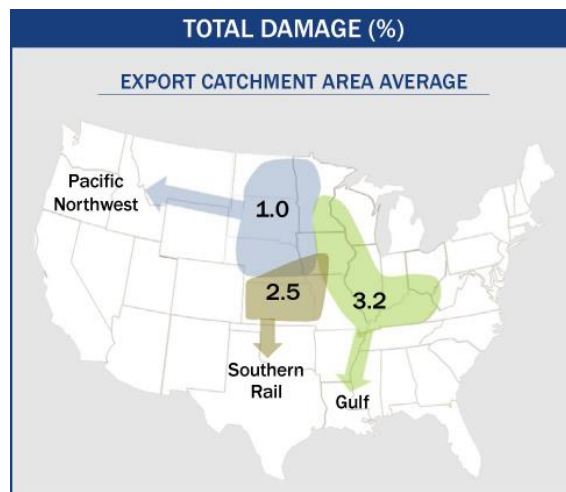 TOTAL DAMAGE (%)
EXPORT CATCHMENT AREA AVERAGE
Pacific
Northwest
1.0
2.5
3.2
Southern
Rail
Gulf